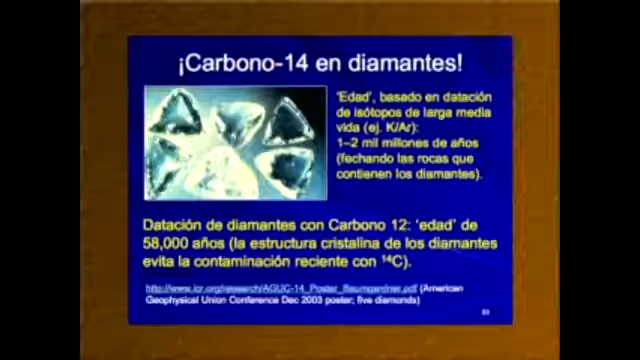 ¡Carbono-14 en diamantes!
'Edad', basado en datación
de isótopos de larga media
vida (ej. K/Ar):
1–2 mil millones de años
(fechando las rocas que
contienen los diamantes).
Datación de diamantes con Carbono 12: 'edad' de
58,000 años (la estructura cristalina de los diamantes
evita la contaminación reciente con ¹⁴C).
http://www.icr.org/research/AGUC-14_Poster_Baumgardner.pdf (American
Geophysical Union Conference Dec 2003 poster; five diamonds)